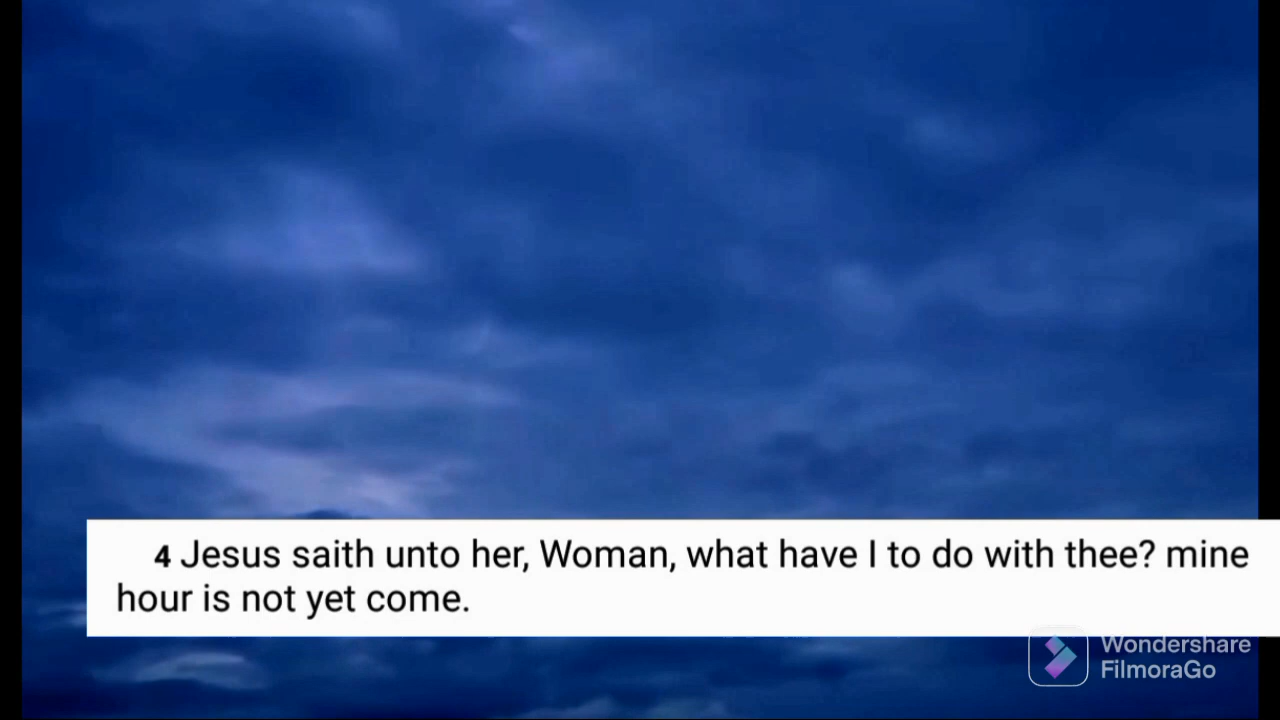 4 Jesus saith unto her, Woman, what have I to do with thee? mine
hour is not yet come.
Wondershare
FilmoraGo